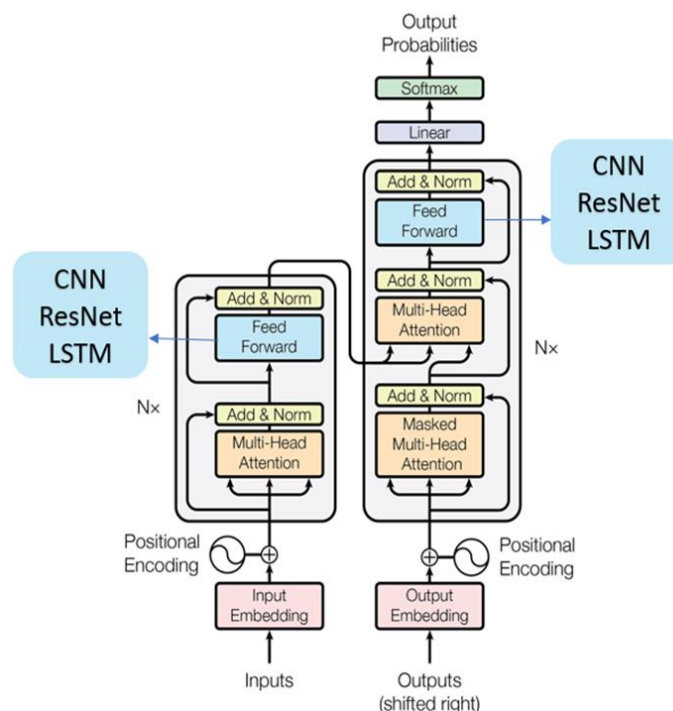 Output
Probabilities
Softmax
Linear
Add & Norm
Feed
Forward
CNN
ResNet
LSTM
Add & Norm
Multi-Head
Attention
N×
Add & Norm
Masked
Multi-Head
Attention
CNN
ResNet
LSTM
Add & Norm
Feed
Forward
N×
Add & Norm
Multi-Head
Attention
Positional
Encoding
Positional
Encoding
Input
Embedding
Output
Embedding
Inputs
Outputs
(shifted right)